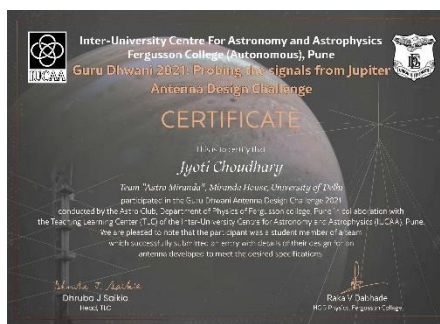 Inter-University Centre For Astronomy and Astrophysics
Fergusson College (Autonomous), Pune
IUCAA
Guru Dhwani 2021: Probing the signals from Jupiter
Antenna Design Challenge
CERTIFICATE
This is to certify that
Jyoti Choudhary
Team "Astro Miranda", Miranda House, University of Delhi
participated in the Guru Dhwani Antenna Design Challenge 2021
conducted by the Astro Club, Department of Physics of Fergusson college, Pune in collaboration with
the Teaching Learning Center (TLC) of the Inter-University Centre for Astronomy and Astrophysics (IUCAA), Pune.
We are pleased to note that the participant was a student member of a team
which successfully submitted an entry with details of their design for an
antenna developed to meet the desired specifications
Dhruba J. Saikia
Dhruba J Saikia
Head, TLC
Raka V Dabhade
HOD Physics, Fergusson College